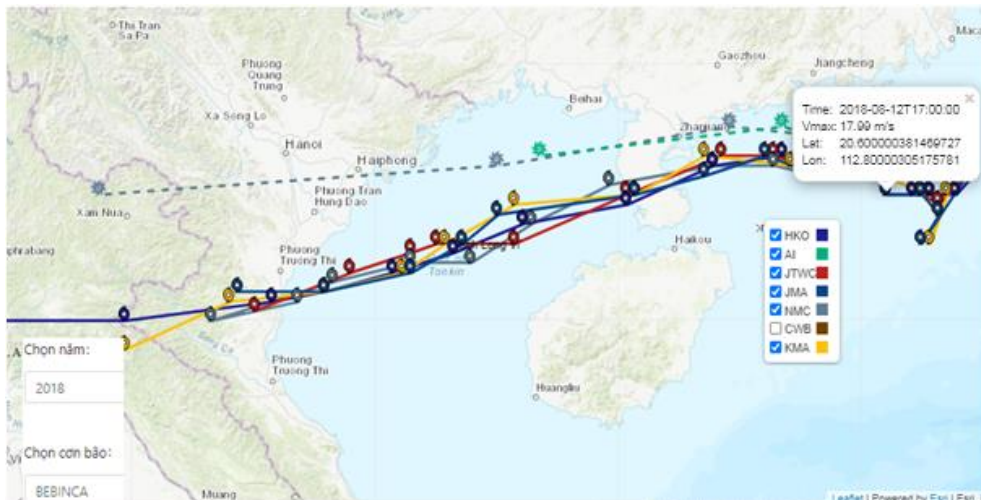 Thi Tran
Sa Pa
Phuong
Quang
Trung
Xa Song Lo
Hanoi
Haiphong
Phuong Tran
Hung Dao
Xam Nua
Phuong
Truong Thi
Phuong
Truong Thi
Muang
Beihai
Gaozhou
Jiangcheng
Maca
Zhanjiang
Haikou
Huangliu
Time: 2018-08-12T17:00:00
Vmax: 17.99 m/s
Lat: 20.600000381469727
Lon: 112.80000305175781
HKO
AI
JTWC
JMA
NMC
CWB
KMA
Chọn năm:
2018
Chọn cơn bão:
BEBINCA
Leaflet | Powered by Esri | Esri